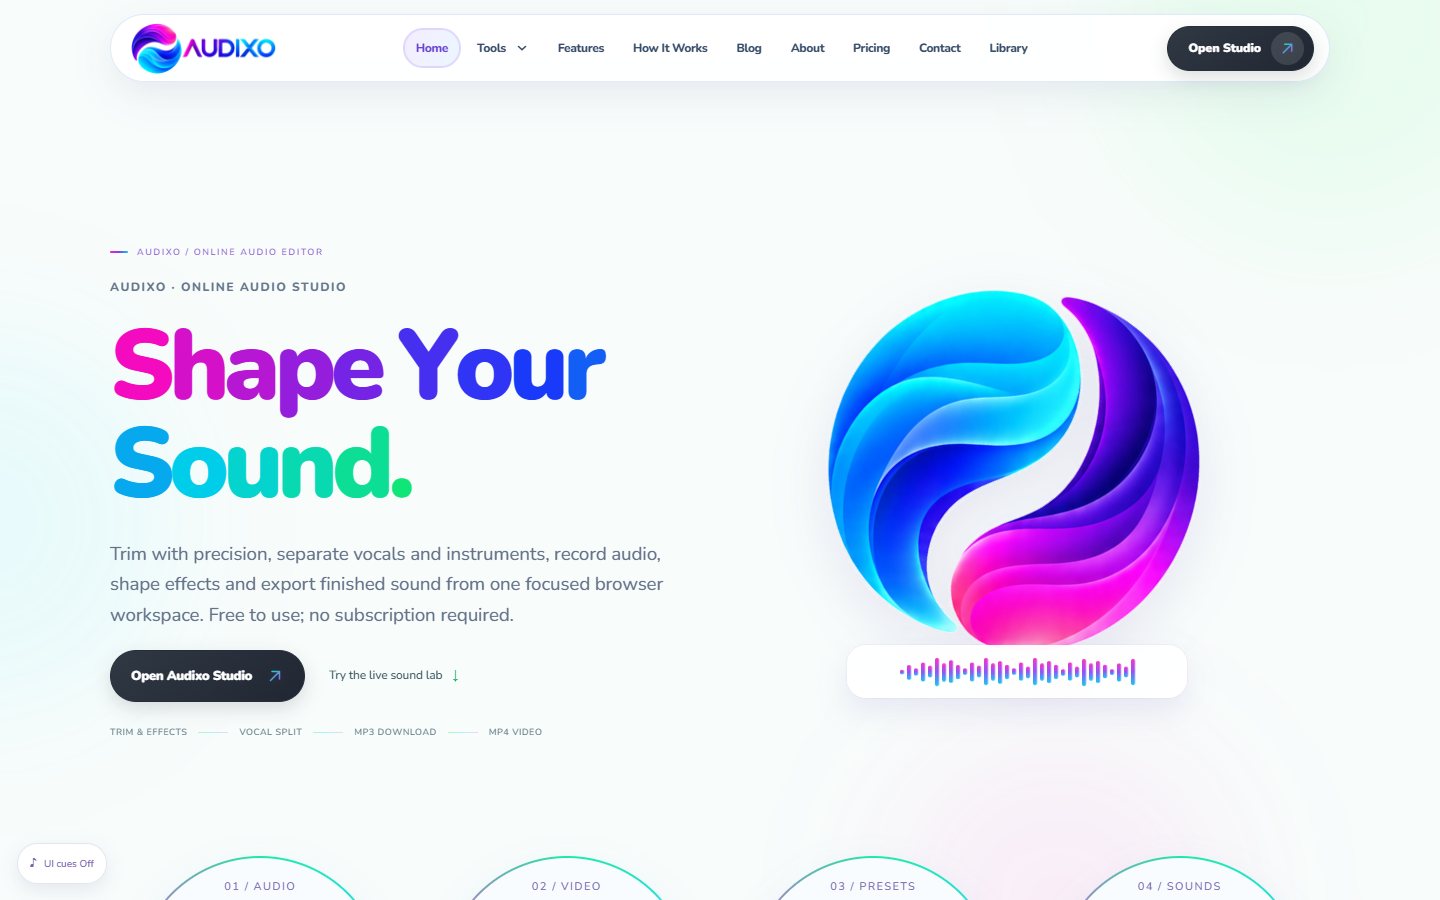 AUDIXO
Home
Tools
Features
How It Works
Blog
About
Pricing
Contact
Library
Open Studio
AUDIXO / ONLINE AUDIO EDITOR
AUDIXO · ONLINE AUDIO STUDIO
Shape Your
Sound.
Trim with precision, separate vocals and instruments, record audio,
shape effects and export finished sound from one focused browser
workspace. Free to use; no subscription required.
Open Audixo Studio
Try the live sound lab ↓
TRIM & EFFECTS
VOCAL SPLIT
MP3 DOWNLOAD
MP4 VIDEO
♪ UI cues Off
01 / AUDIO
02 / VIDEO
03 / PRESETS
04 / SOUNDS